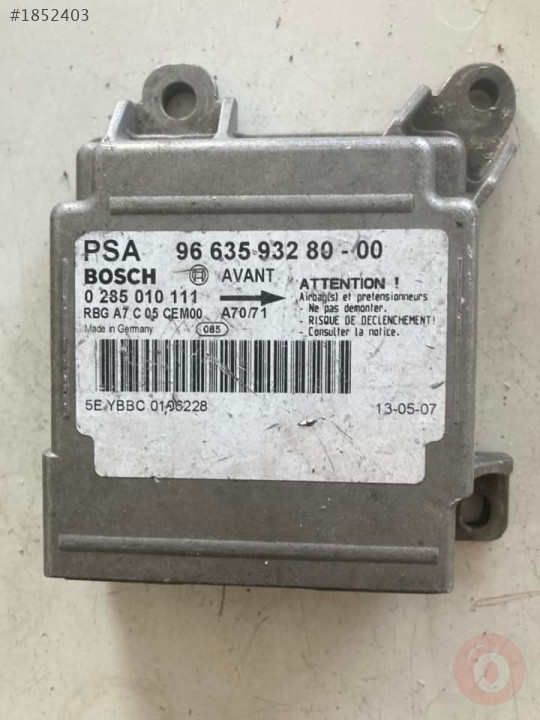 #1852403
PSA 96 635 932 80 - 00
BOSCH AVANT
0 285 010 111
RBG A7 C 05 CEM00 A70/71
Made in Germany 085
ATTENTION !
Airbag(s) et pretensionneurs
- Ne pas demonter.
- RISQUE DE DECLENCHEMENT!
- Consulter la notice.
5E YBBC 0106228
13-05-07